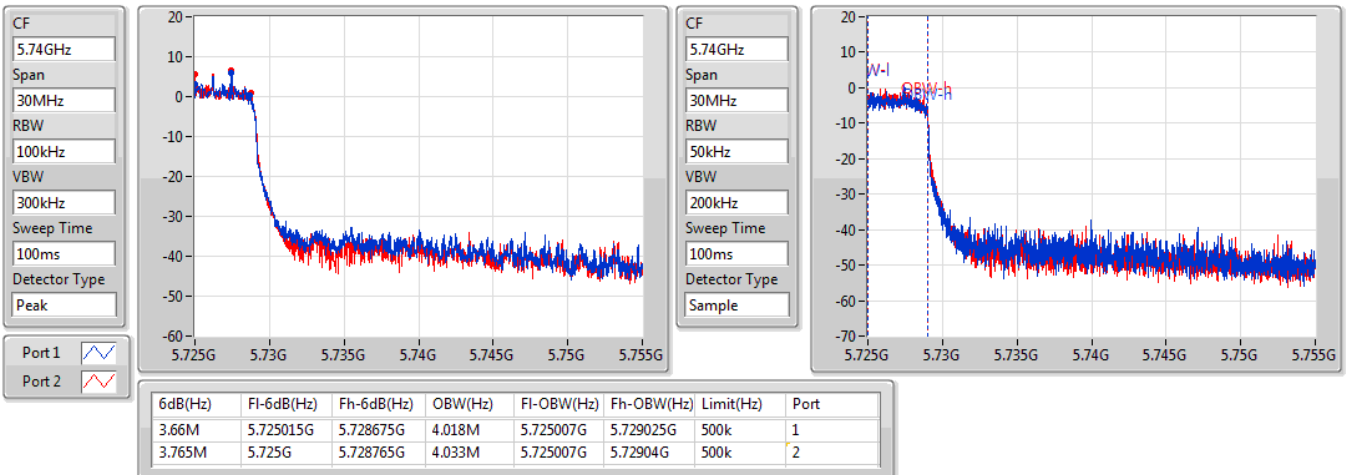 CF
5.74GHz
Span
30MHz
RBW
100kHz
VBW
300kHz
Sweep Time
100ms
Detector Type
Peak
Port 1
Port 2
20
10
0
-10
-20
-30
-40
-50
-60
5.725G 5.73G 5.735G 5.74G 5.745G 5.75G 5.755G
CF
5.74GHz
Span
30MHz
RBW
50kHz
VBW
200kHz
Sweep Time
100ms
Detector Type
Sample
20
10
0
-10
-20
-30
-40
-50
-60
-70
W-l
OBW-h
OBW-h
5.725G 5.73G 5.735G 5.74G 5.745G 5.75G 5.755G
6dB(Hz) Fl-6dB(Hz) Fh-6dB(Hz) OBW(Hz) Fl-OBW(Hz) Fh-OBW(Hz) Limit(Hz) Port
3.66M 5.725015G 5.728675G 4.018M 5.725007G 5.729025G 500k 1
3.765M 5.725G 5.728765G 4.033M 5.725007G 5.72904G 500k 2